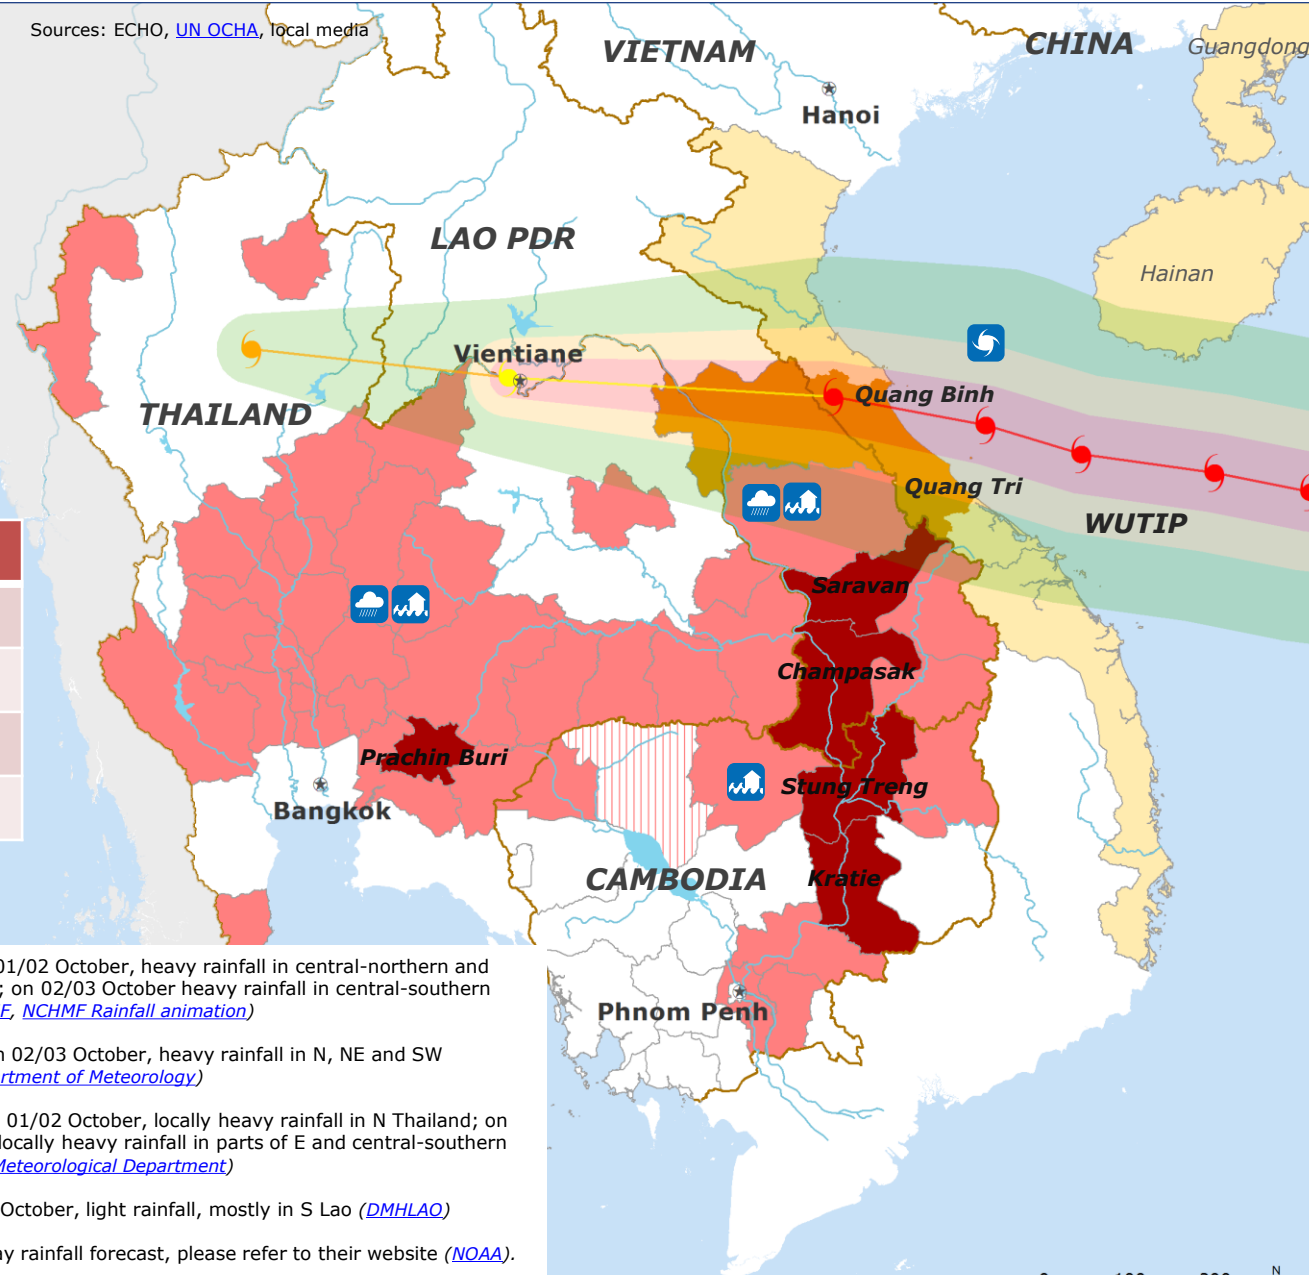 Sources: ECHO, UN OCHA, local media
VIETNAM
CHINA
Guangdong
Hanoi
LAO PDR
Hainan
Vientiane
Quang Binh
THAILAND
Quang Tri
WUTIP
Saravan
Champasak
Prachin Buri
Stung Treng
Bangkok
CAMBODIA
Kratie
Phnom Penh
01/02 October, heavy rainfall in central-northern and
; on 02/03 October heavy rainfall in central-southern
F, NCHMF Rainfall animation)
02/03 October, heavy rainfall in N, NE and SW
rtment of Meteorology)
01/02 October, locally heavy rainfall in N Thailand; on
locally heavy rainfall in parts of E and central-southern
Meteorological Department)
October, light rainfall, mostly in S Lao (DMHLAO)
ay rainfall forecast, please refer to their website (NOAA).
N